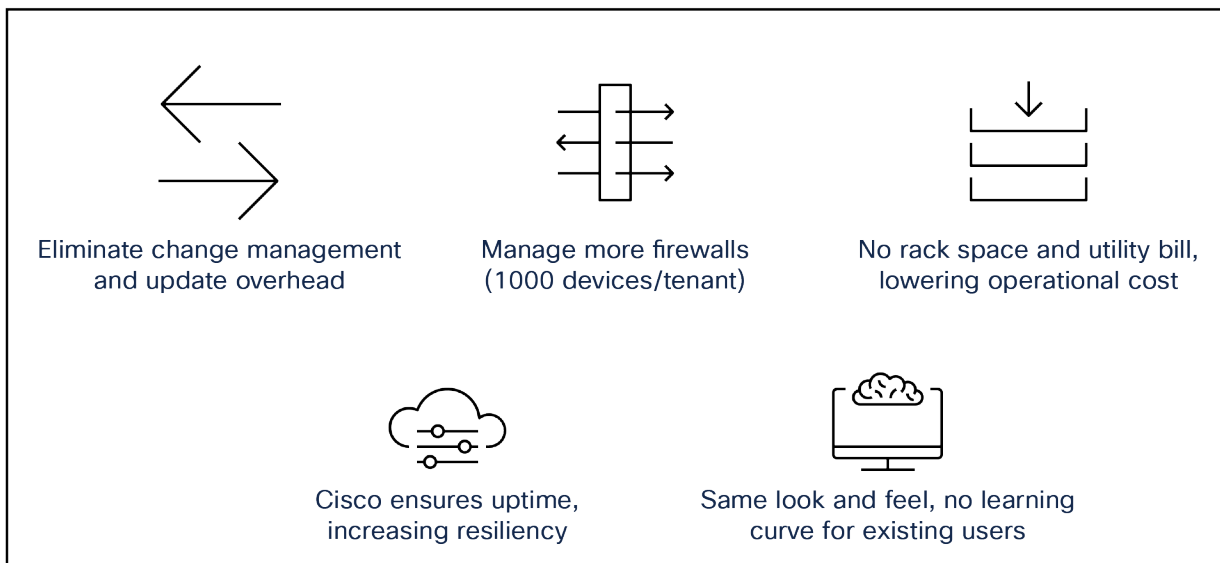 Eliminate change management
and update overhead
Manage more firewalls
(1000 devices/tenant)
No rack space and utility bill,
lowering operational cost
Cisco ensures uptime,
increasing resiliency
Same look and feel, no learning
curve for existing users